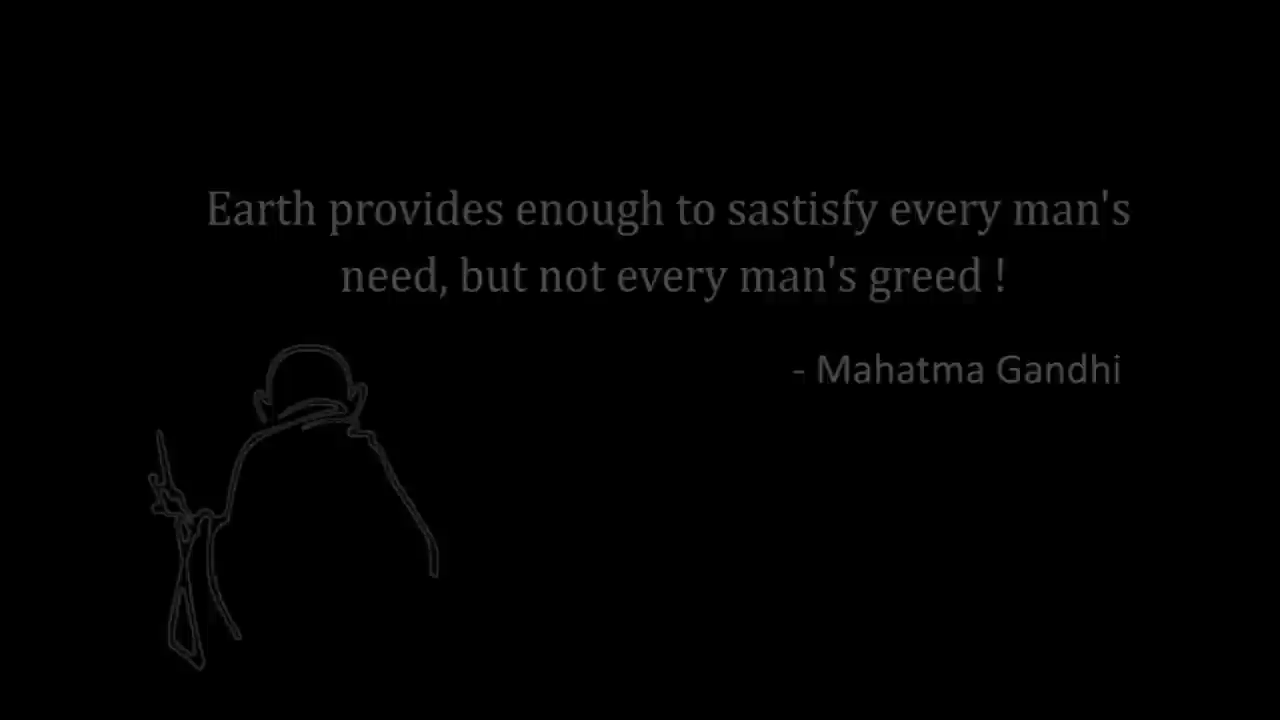 Earth provides enough to sastisfy every man's
need, but not every man's greed !
- Mahatma Gandhi